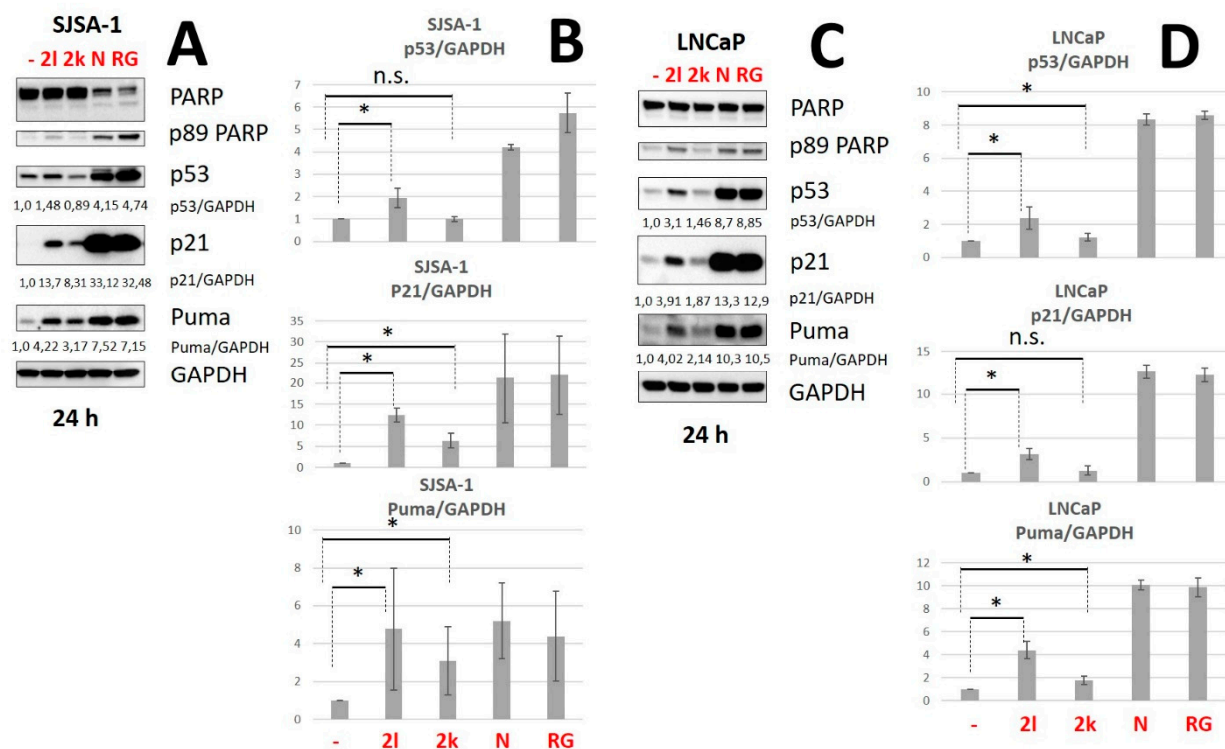 SJSA-1
- 2l 2k N RG
A
PARP
p89 PARP
p53
1,0 1,48 0,89 4,15 4,74 p53/GAPDH
p21
1,0 13,7 8,31 33,12 32,48 p21/GAPDH
Puma
1,0 4,22 3,17 7,52 7,15 Puma/GAPDH
GAPDH
24 h
B
SJSA-1
p53/GAPDH
n.s.
*
7
6
5
4
3
2
1
0
SJSA-1
P21/GAPDH
*
*
35
30
25
20
15
10
5
0
SJSA-1
Puma/GAPDH
*
*
10
8
6
4
2
0
- 2l 2k N RG
LNCaP
- 2l 2k N RG
C
PARP
p89 PARP
p53
1,0 3,1 1,46 8,7 8,85 p53/GAPDH
p21
1,0 3,91 1,87 13,3 12,9 p21/GAPDH
Puma
1,0 4,02 2,14 10,3 10,5 Puma/GAPDH
GAPDH
24 h
D
LNCaP
p53/GAPDH
*
*
10
8
6
4
2
0
LNCaP
p21/GAPDH
n.s.
*
15
10
5
0
LNCaP
Puma/GAPDH
*
*
12
10
8
6
4
2
0
- 2l 2k N RG